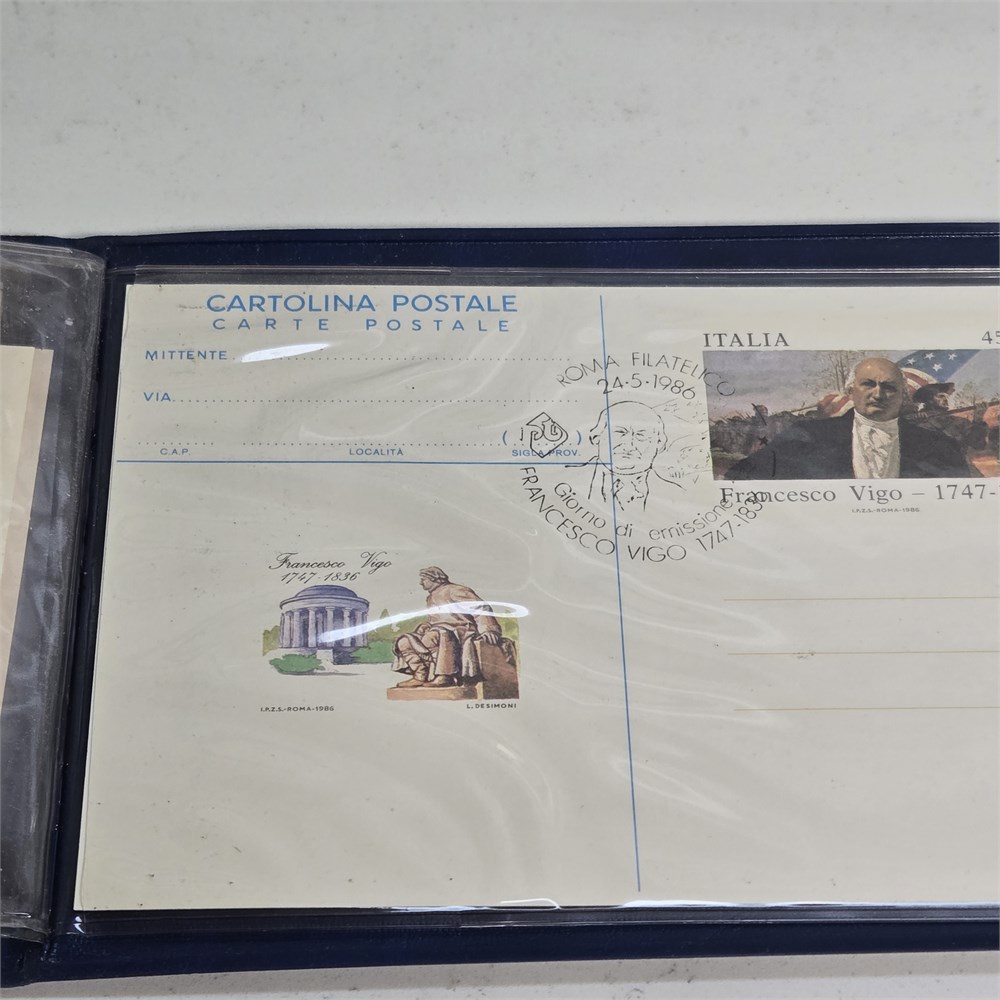 CARTOLINA POSTALE
CARTE POSTALE
MITTENTE
VIA
( )
C.A.P. LOCALITÀ SIGLA PROV.
ROMA FILATELICO
24-5-1986
Giorno di emissione
FRANCESCO VIGO 1747-1836
ITALIA 45
Francesco Vigo – 1747-
I.P.Z.S.-ROMA-1986
Francesco Vigo
1747-1836
I.P.Z.S.-ROMA-1986 L. DESIMONI